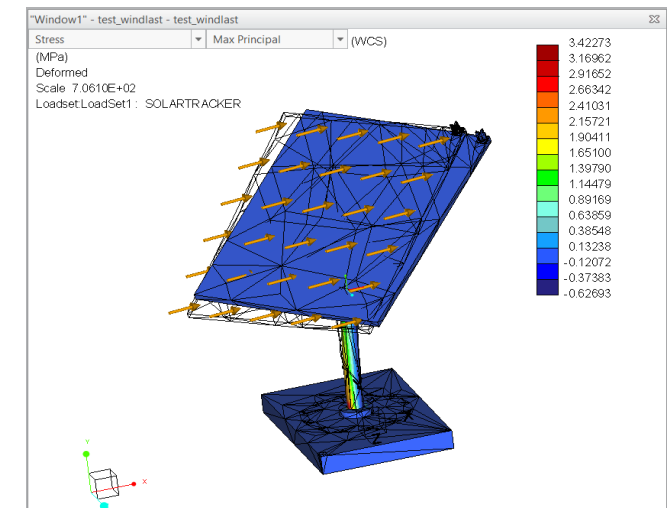 "Window1" - test_windlast - test_windlast
Stress Max Principal (WCS)
(MPa)
Deformed
Scale 7.0610E+02
Loadset:LoadSet1 : SOLARTRACKER
3.42273
3.16962
2.91652
2.66342
2.41031
2.15721
1.90411
1.65100
1.39790
1.14479
0.89169
0.63859
0.38548
0.13238
-0.12072
-0.37383
-0.62693
X
Z
Y
X